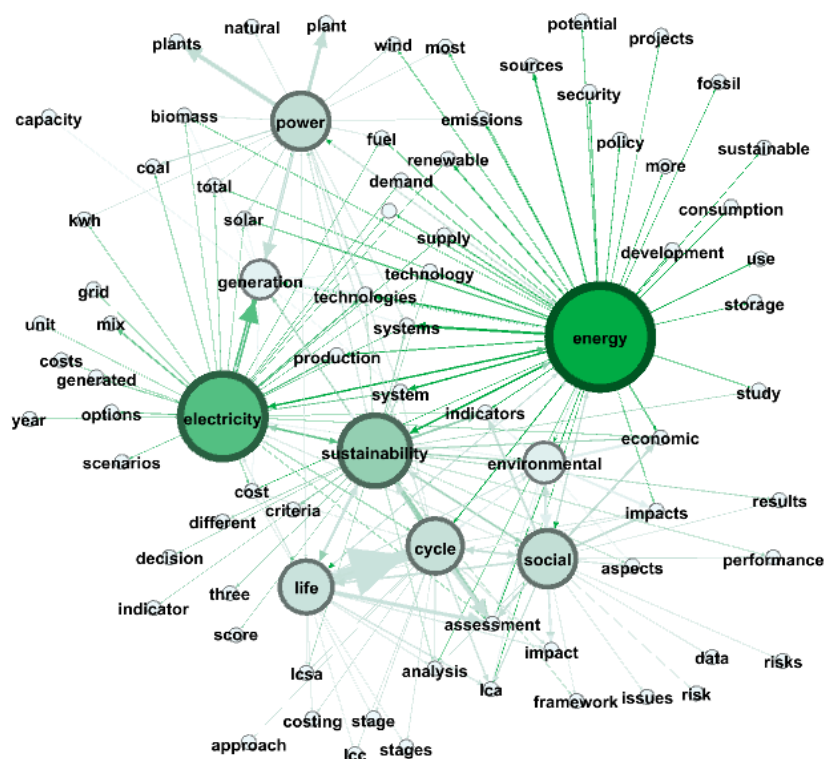 potential
natural
plant
projects
plants
wind
most
sources
fossil
security
capacity
biomass
power
emissions
fuel
policy
sustainable
renewable
coal
more
total
demand
consumption
kwh
solar
supply
development
use
generation
technology
grid
technologies
storage
unit
mix
systems
energy
production
costs
generated
system
study
year
options
electricity
indicators
economic
sustainability
scenarios
environmental
cost
results
different
criteria
impacts
decision
cycle
social
performance
aspects
indicator
three
life
score
assessment
impact
data
risks
lcsa
analysis
lca
framework
issues
risk
costing
stage
approach
lcc
stages